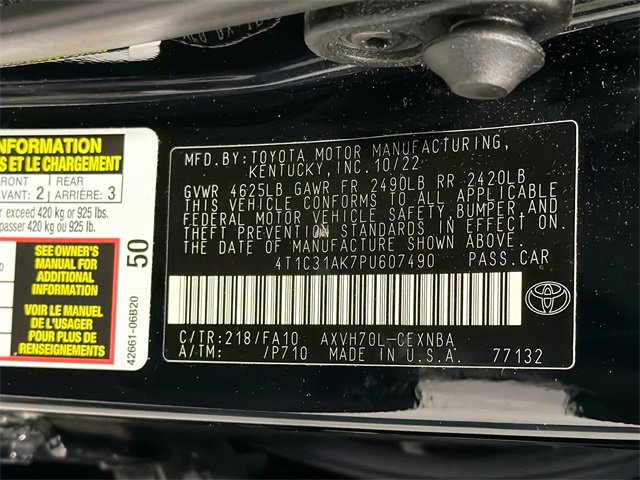 INFORMATION
S ET LE CHARGEMENT
FRONT
VANT: 2
REAR
ARRIÈRE: 3
r exceed 420 kg or 925 lbs.
passer 420 kg ou 925 lbs.
SEE OWNER'S
MANUAL FOR
ADDITIONAL
INFORMATION
VOIR LE MANUEL
DE L'USAGER
POUR PLUS DE
RENSEIGNEMENTS
50
42661-06B20
MFD.BY: TOYOTA MOTOR MANUFACTURING,
KENTUCKY, INC. 10/22
GVWR 4625LB GAWR FR 2490LB RR 2420LB
THIS VEHICLE CONFORMS TO ALL APPLICABLE
FEDERAL MOTOR VEHICLE SAFETY, BUMPER, AND
THEFT PREVENTION STANDARDS IN EFFECT ON
THE DATE OF MANUFACTURE SHOWN ABOVE.
4T1C31AK7PU607490 PASS.CAR
C/TR: 218/FA10 AXVH70L-CEXNBA
A/TM: /P710 MADE IN U.S.A. 77132